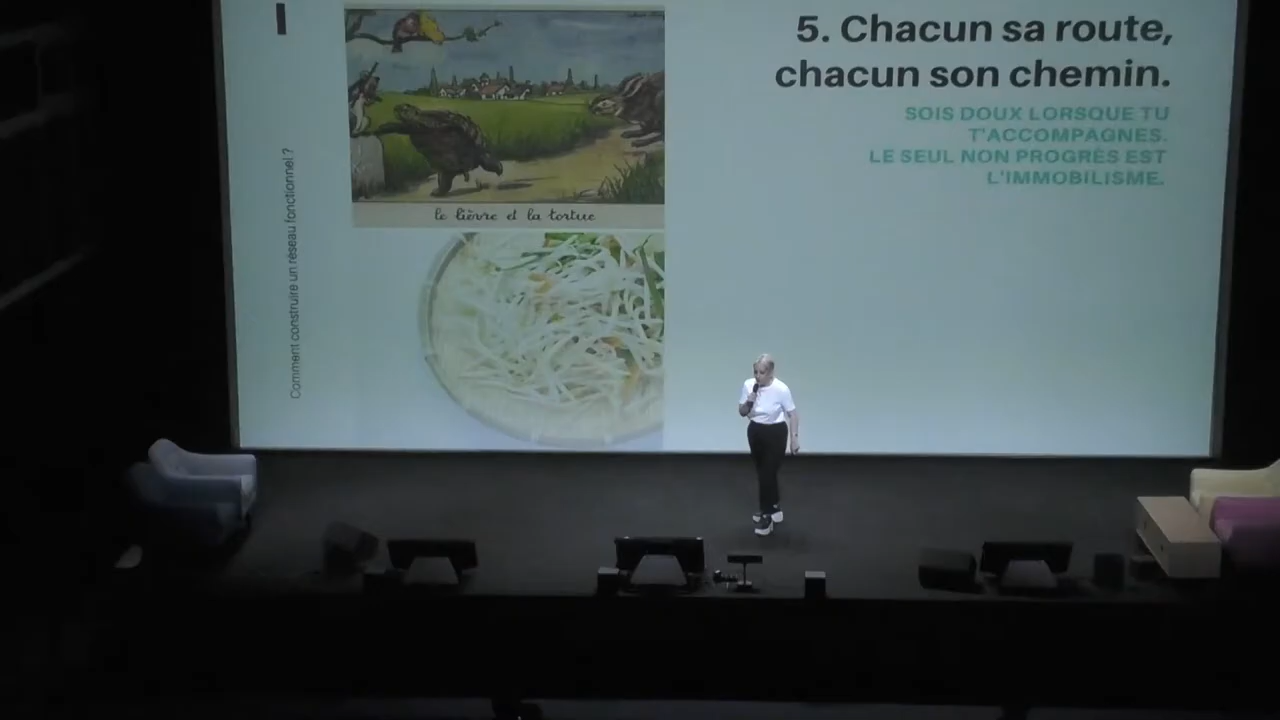 5. Chacun sa route,
chacun son chemin.
SOIS DOUX LORSQUE TU
T'ACCOMPAGNES.
LE SEUL NON PROGRÈS EST
L'IMMOBILISME.
le lièvre et la tortue
Comment construire un réseau fonctionnel ?